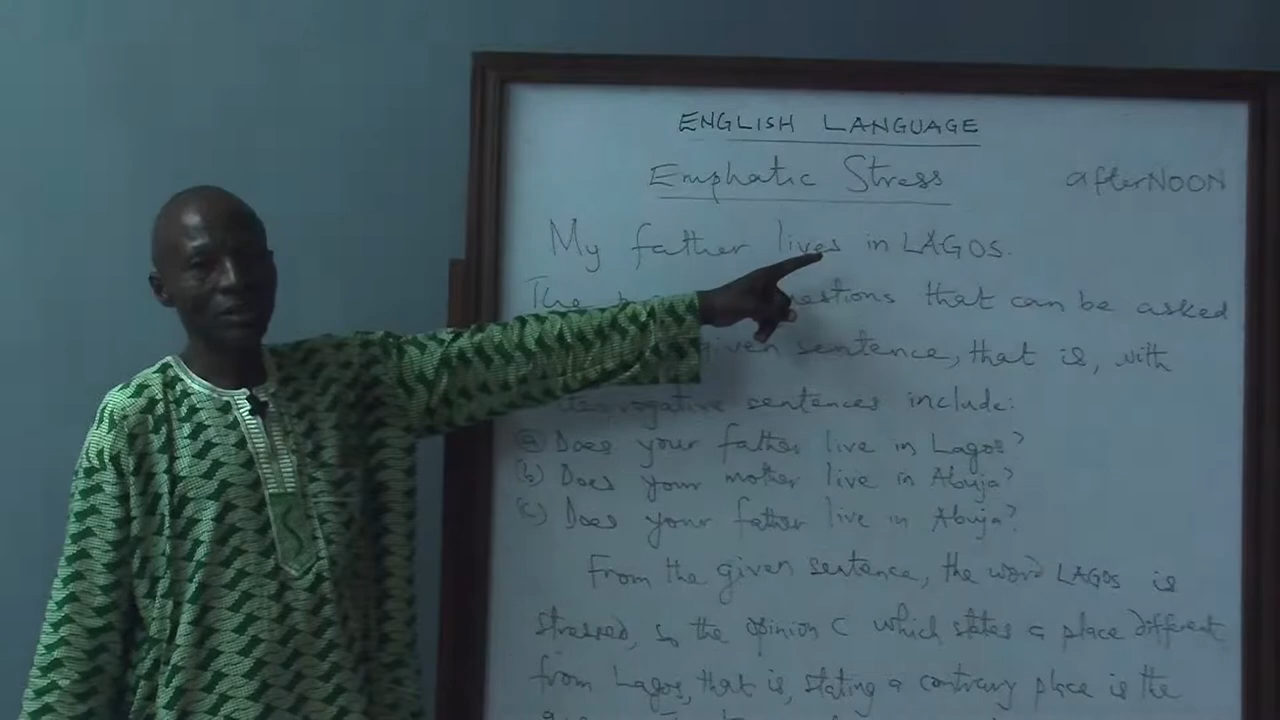 ENGLISH LANGUAGE
Emphatic Stress
afterNOON
My father lives in LAGOS.
The questions that can be asked
given sentence, that is, with
interrogative sentences include:
(a) Does your father live in Lagos?
(b) Does your mother live in Abuja?
(c) Does your father live in Abuja?
From the given sentence, the word LAGOS is
stressed, so the opinion C which states a place different
from Lagos, that is, stating a contrary place is the